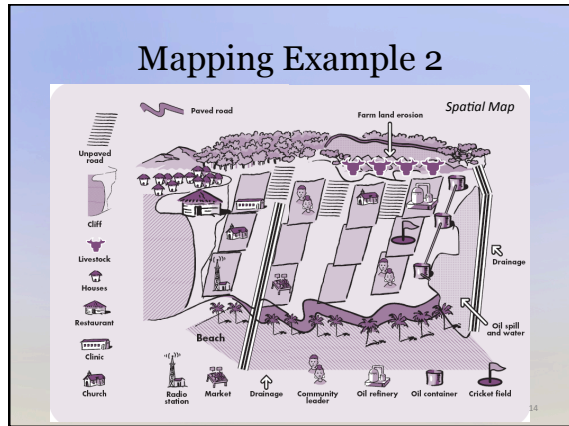 Mapping Example 2
Spatial Map
Paved road
Farm land erosion
Unpaved
road
Cliff
Livestock
Houses
Restaurant
Clinic
Church
Drainage
Oil spill
and water
Beach
Radio
station
Market
Drainage
Community
leader
Oil refinery
Oil container
Cricket field
14